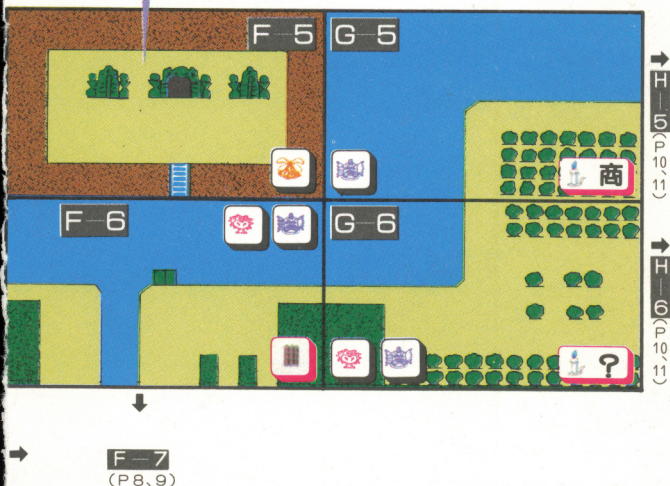 F-5
G-5
商
F-6
G-6
?
H-5(P10、11)
H-6(P10、11)
F-7
(P8、9)